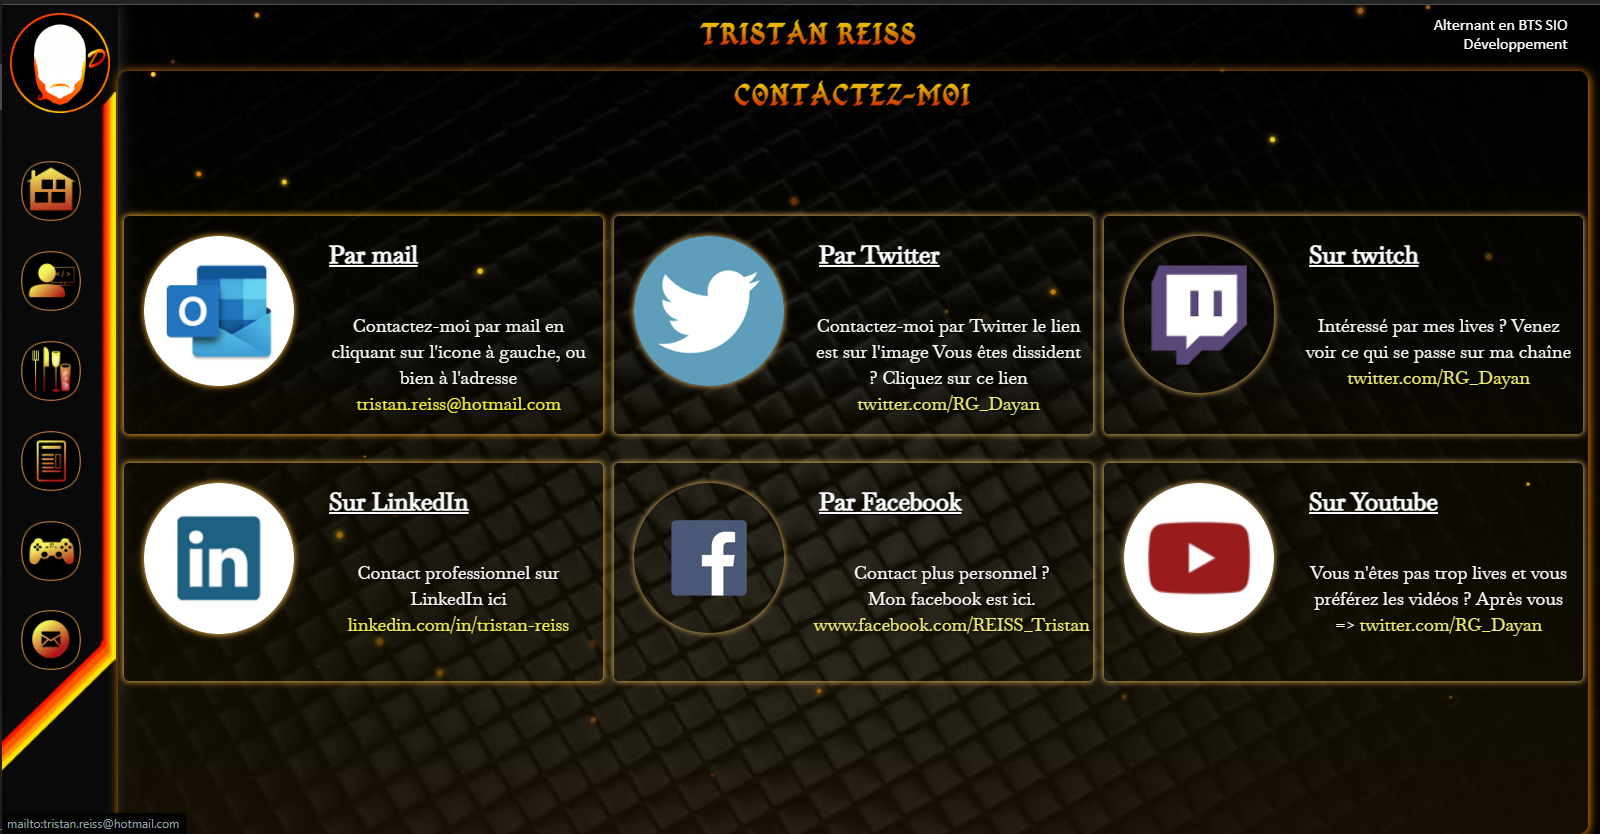 TRISTAN REISS
Alternant en BTS SIO
Développement
CONTACTEZ-MOI
Par mail
Contactez-moi par mail en
cliquant sur l'icone à gauche, ou
bien à l'adresse
tristan.reiss@hotmail.com
Par Twitter
Contactez-moi par Twitter le lien
est sur l'image Vous êtes dissident
? Cliquez sur ce lien
twitter.com/RG_Dayan
Sur twitch
Intéressé par mes lives ? Venez
voir ce qui se passe sur ma chaîne
twitter.com/RG_Dayan
Sur LinkedIn
Contact professionnel sur
LinkedIn ici
linkedin.com/in/tristan-reiss
Par Facebook
Contact plus personnel ?
Mon facebook est ici.
www.facebook.com/REISS_Tristan
Sur Youtube
Vous n'êtes pas trop lives et vous
préférez les vidéos ? Après vous
=> twitter.com/RG_Dayan
mailto:tristan.reiss@hotmail.com